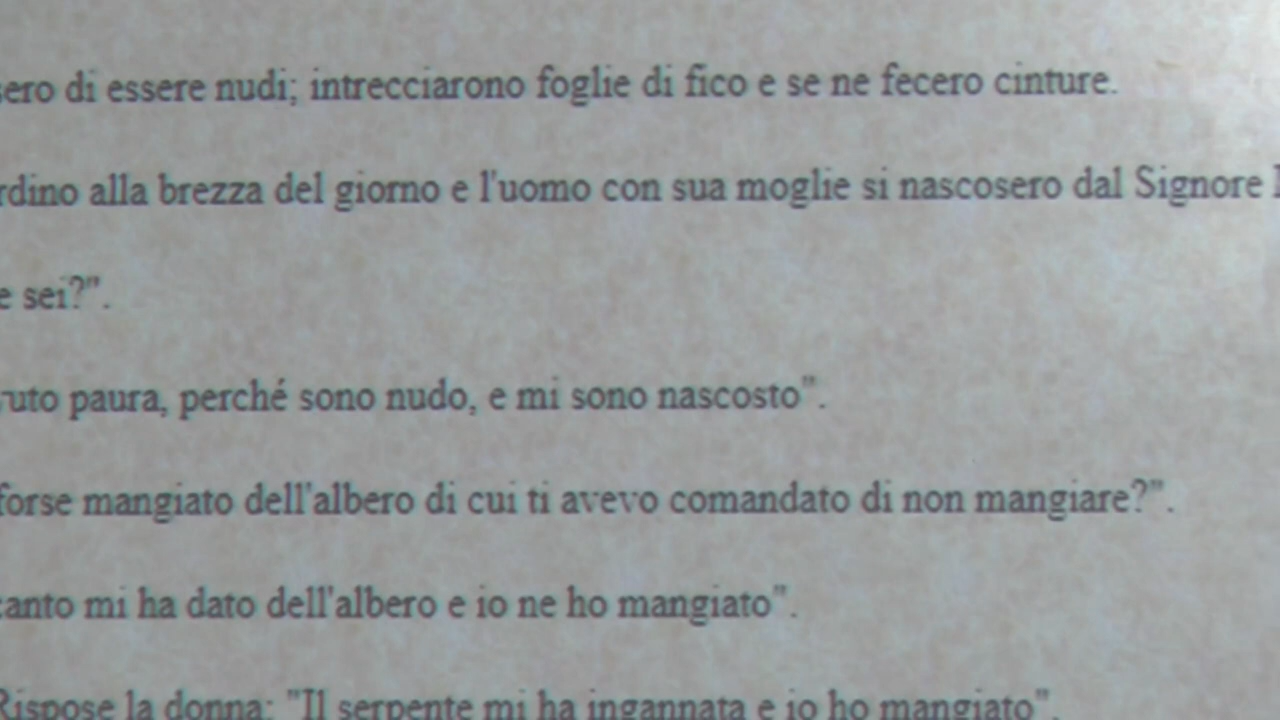 sero di essere nudi; intrecciarono foglie di fico e se ne fecero cinture.
rdino alla brezza del giorno e l'uomo con sua moglie si nascosero dal Signore
e sei?".
uto paura, perché sono nudo, e mi sono nascosto".
forse mangiato dell'albero di cui ti avevo comandato di non mangiare?".
canto mi ha dato dell'albero e io ne ho mangiato".
Rispose la donna: "Il serpente mi ha ingannata e io ho mangiato".